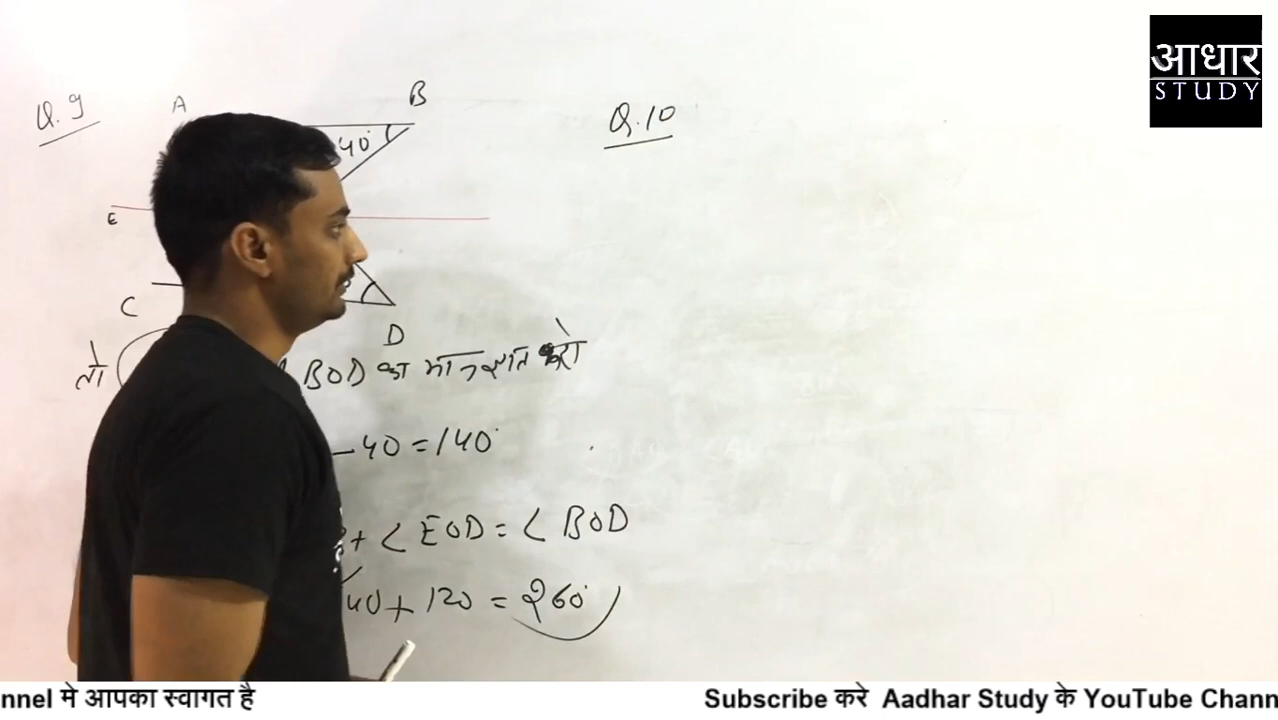 आधार
STUDY
Q.9
A
B
Q.10
40°
E
C
D
तो
BOD का मान ज्ञात करो
- 40 = 140°
+ < EOD = < BOD
40 + 120 = 260°
nnel मे आपका स्वागत है
Subscribe करे Aadhar Study के YouTube Chann